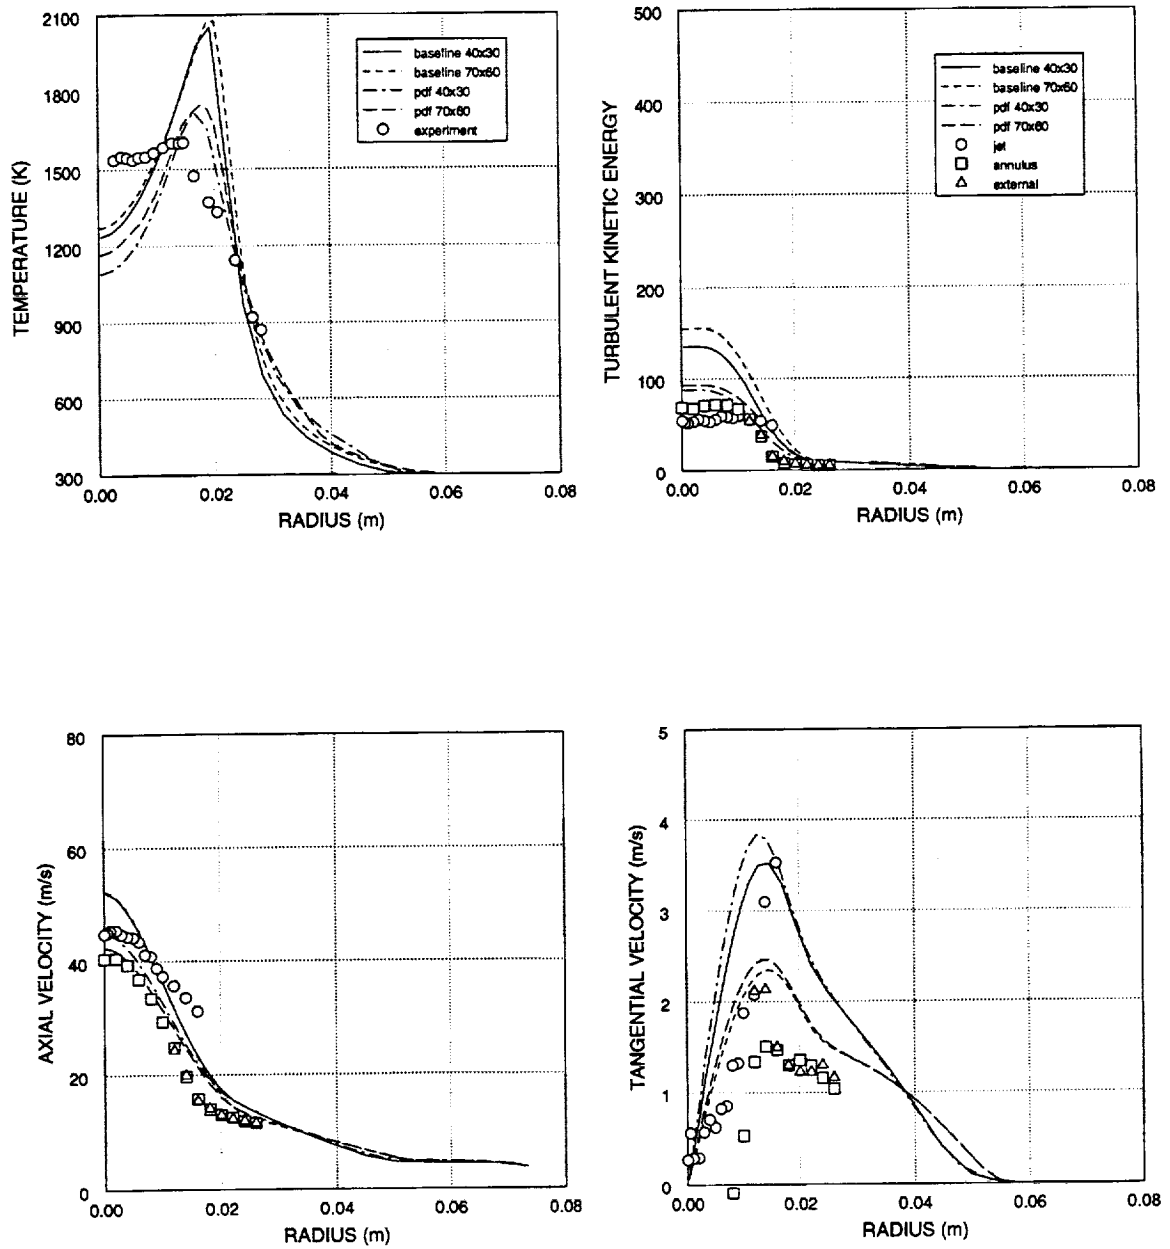 TEMPERATURE (K)
2100
1800
1500
1200
900
600
300
baseline 40x30
baseline 70x60
pdf 40x30
pdf 70x60
experiment
0.00 0.02 0.04 0.06 0.08
RADIUS (m)
TURBULENT KINETIC ENERGY
500
400
300
200
100
0
baseline 40x30
baseline 70x60
pdf 40x30
pdf 70x60
jet
annulus
external
0.00 0.02 0.04 0.06 0.08
RADIUS (m)
AXIAL VELOCITY (m/s)
80
60
40
20
0
0.00 0.02 0.04 0.06 0.08
RADIUS (m)
TANGENTIAL VELOCITY (m/s)
5
4
3
2
1
0
0.00 0.02 0.04 0.06 0.08
RADIUS (m)